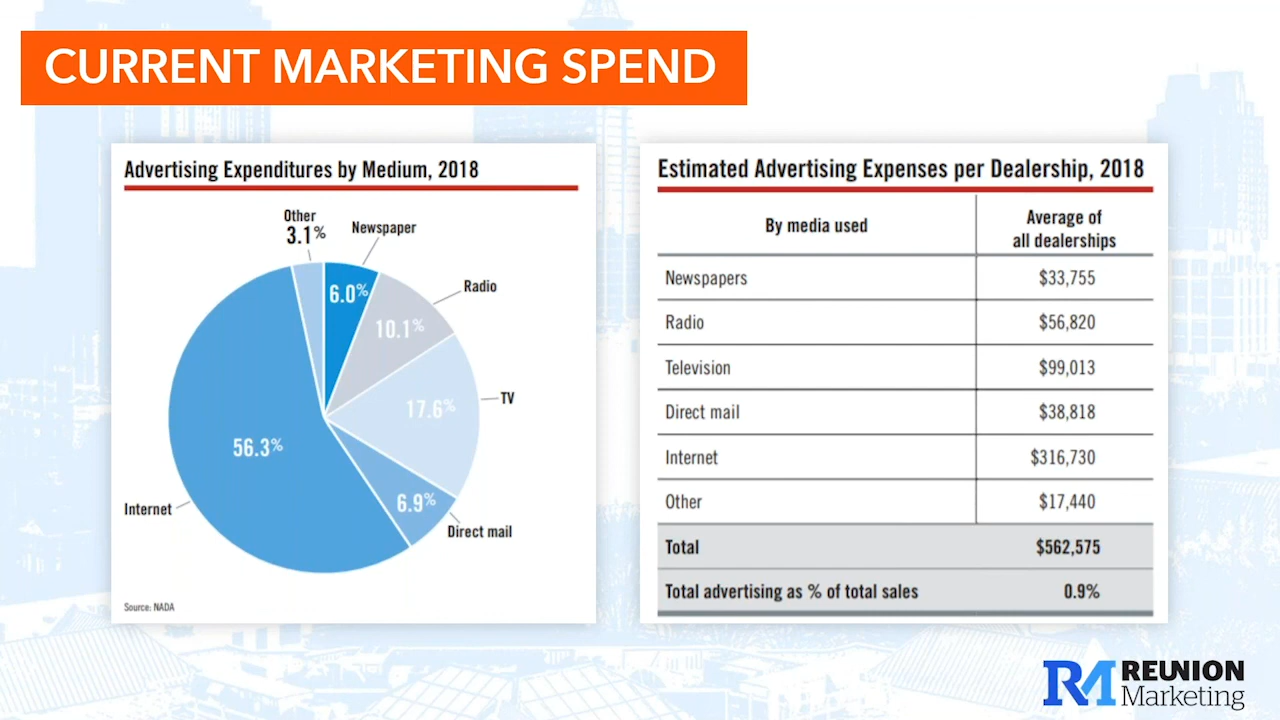 CURRENT MARKETING SPEND
Advertising Expenditures by Medium, 2018
Other
3.1%
Newspaper
6.0%
Radio
10.1%
TV
17.6%
56.3%
6.9%
Internet
Direct mail
Source: NADA
Estimated Advertising Expenses per Dealership, 2018
By media used
Average of
all dealerships
Newspapers $33,755
Radio $56,820
Television $99,013
Direct mail $38,818
Internet $316,730
Other $17,440
Total $562,575
Total advertising as % of total sales 0.9%
RM REUNION
Marketing